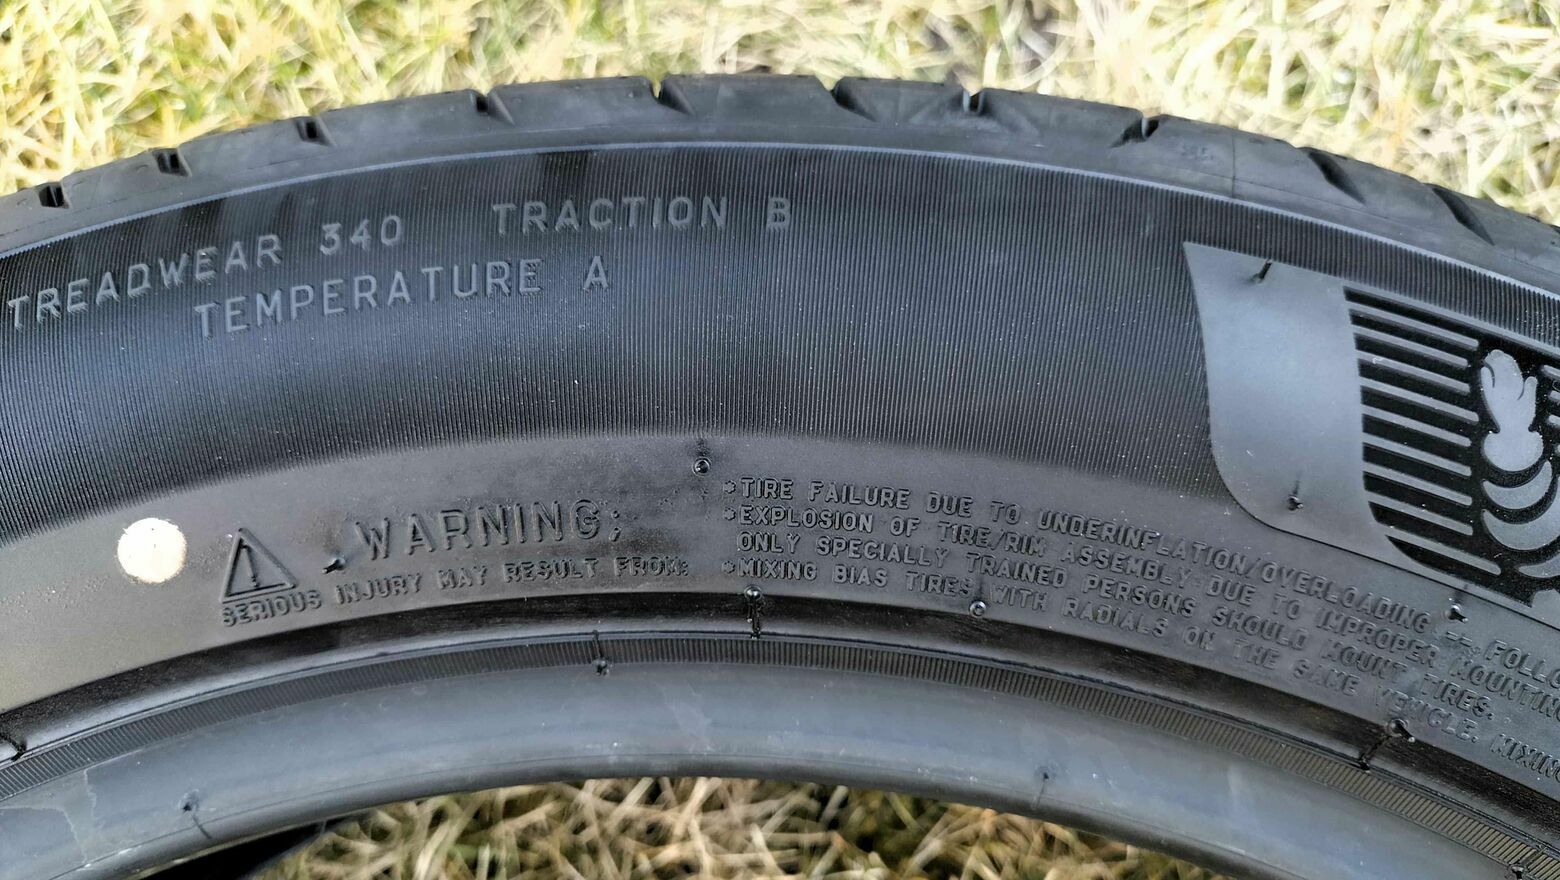 TREADWEAR 340 TRACTION B
TEMPERATURE A
WARNING:
SERIOUS INJURY MAY RESULT FROM:
*TIRE FAILURE DUE TO UNDERINFLATION/OVERLOADING -- FOLLO
*EXPLOSION OF TIRE/RIM ASSEMBLY DUE TO IMPROPER MOUNTING
ONLY SPECIALLY TRAINED PERSONS SHOULD MOUNT TIRES.
*MIXING BIAS TIRES WITH RADIALS ON THE SAME VEHICLE. MIXIN